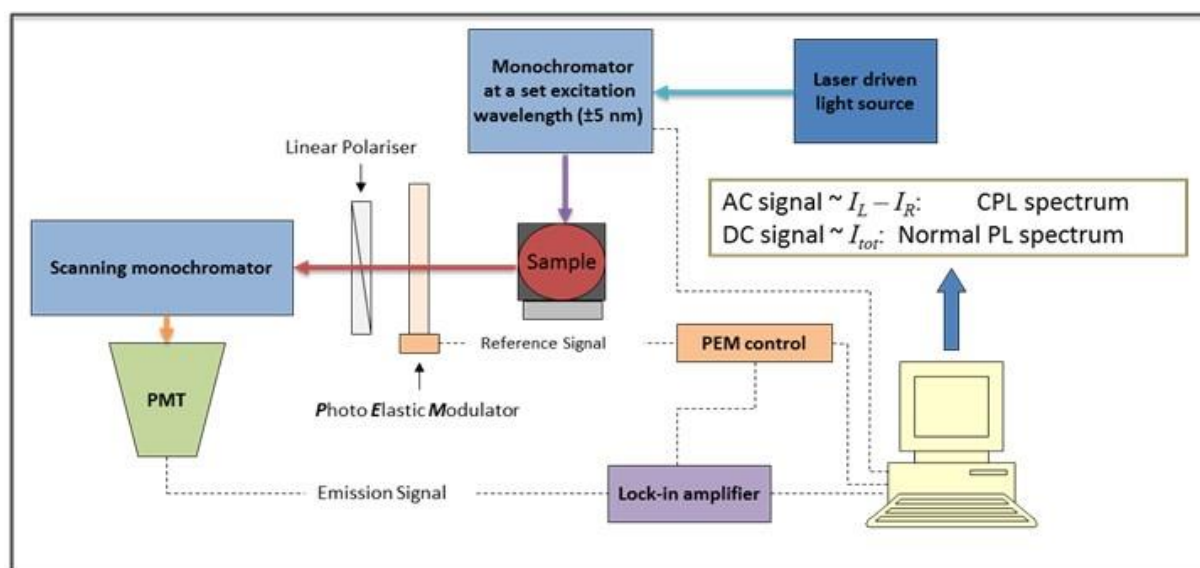 Monochromator
at a set excitation
wavelength (±5 nm)
Laser driven
light source
Linear Polariser
AC signal ~ I_L – I_R: CPL spectrum
DC signal ~ I_tot: Normal PL spectrum
Scanning monochromator
Sample
Reference Signal
PEM control
PMT
Photo Elastic Modulator
Emission Signal
Lock-in amplifier